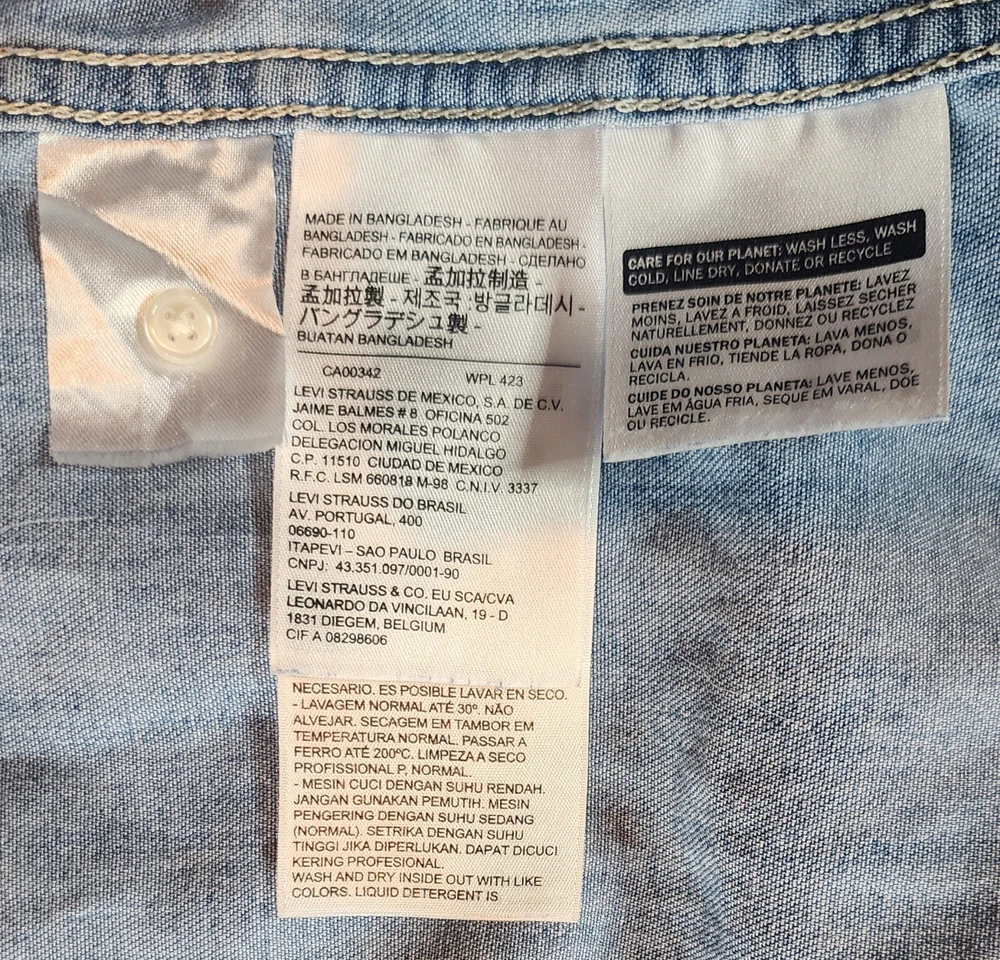 MADE IN BANGLADESH - FABRIQUE AU
BANGLADESH - FABRICADO EN BANGLADESH -
FABRICADO EM BANGLADESH - СДЕЛАНО
В БАНГЛАДЕШЕ - 孟加拉制造 -
孟加拉製 - 제조국 방글라데시 -
バングラデシュ製 -
BUATAN BANGLADESH
CA00342 WPL 423
LEVI STRAUSS DE MEXICO, S.A. DE C.V.
JAIME BALMES # 8 OFICINA 502
COL. LOS MORALES POLANCO
DELEGACION MIGUEL HIDALGO
C.P. 11510 CIUDAD DE MEXICO
R.F.C. LSM 660818 M-98 C.N.I.V. 3337
LEVI STRAUSS DO BRASIL
AV. PORTUGAL, 400
06690-110
ITAPEVI – SAO PAULO BRASIL
CNPJ: 43.351.097/0001-90
LEVI STRAUSS & CO. EU SCA/CVA
LEONARDO DA VINCILAAN, 19 - D
1831 DIEGEM, BELGIUM
CIF A 08298606
NECESARIO. ES POSIBLE LAVAR EN SECO.
- LAVAGEM NORMAL ATÉ 30º. NÃO
ALVEJAR. SECAGEM EM TAMBOR EM
TEMPERATURA NORMAL. PASSAR A
FERRO ATÉ 200ºC. LIMPEZA A SECO
PROFISSIONAL P, NORMAL.
- MESIN CUCI DENGAN SUHU RENDAH.
JANGAN GUNAKAN PEMUTIH. MESIN
PENGERING DENGAN SUHU SEDANG
(NORMAL). SETRIKA DENGAN SUHU
TINGGI JIKA DIPERLUKAN. DAPAT DICUCI
KERING PROFESIONAL.
WASH AND DRY INSIDE OUT WITH LIKE
COLORS. LIQUID DETERGENT IS
CARE FOR OUR PLANET: WASH LESS, WASH
COLD, LINE DRY, DONATE OR RECYCLE
PRENEZ SOIN DE NOTRE PLANETE: LAVEZ
MOINS, LAVEZ A FROID, LAISSEZ SECHER
NATURELLEMENT, DONNEZ OU RECYCLEZ
CUIDA NUESTRO PLANETA: LAVA MENOS,
LAVA EN FRIO, TIENDE LA ROPA, DONA O
RECICLA.
CUIDE DO NOSSO PLANETA: LAVE MENOS,
LAVE EM ÁGUA FRIA, SEQUE EM VARAL, DOE
OU RECICLE.